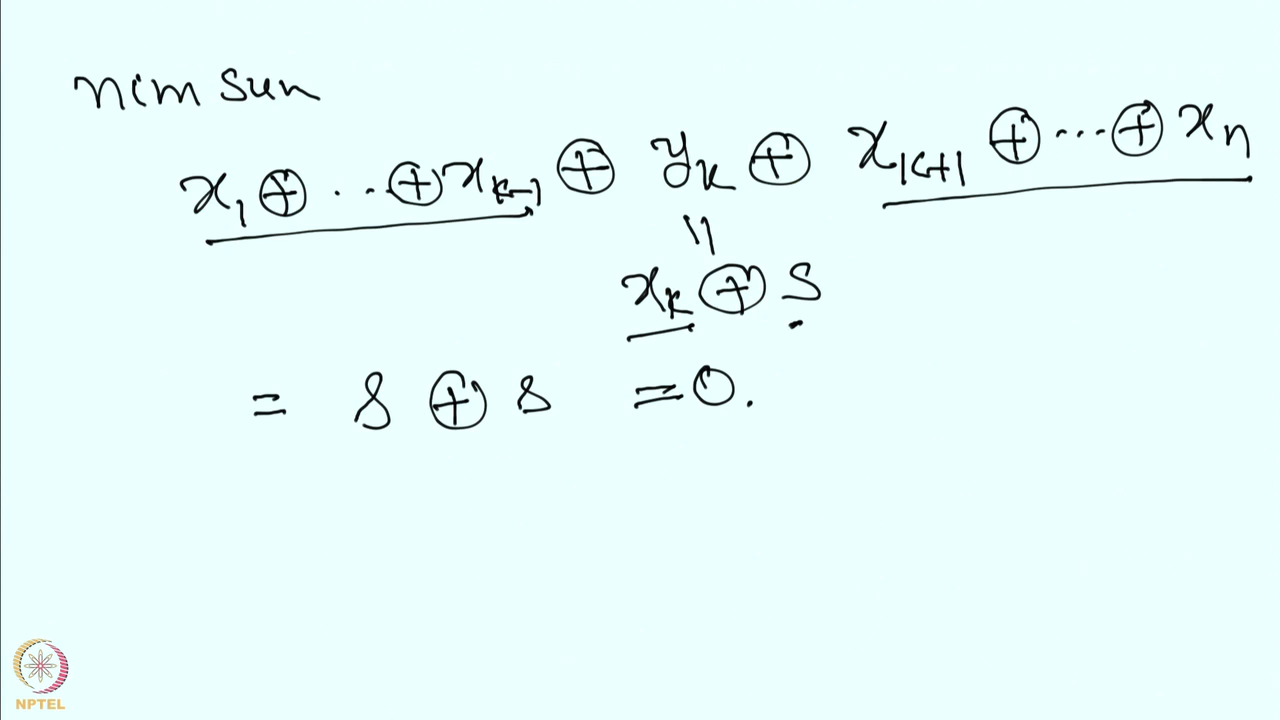 nim sum
x₁ ⊕ ·· ⊕ xₖ₋₁ ⊕ yₖ ⊕ xₖ₊₁ ⊕ ··· ⊕ xₙ
||
xₖ ⊕ s
= s ⊕ s = 0.
NPTEL